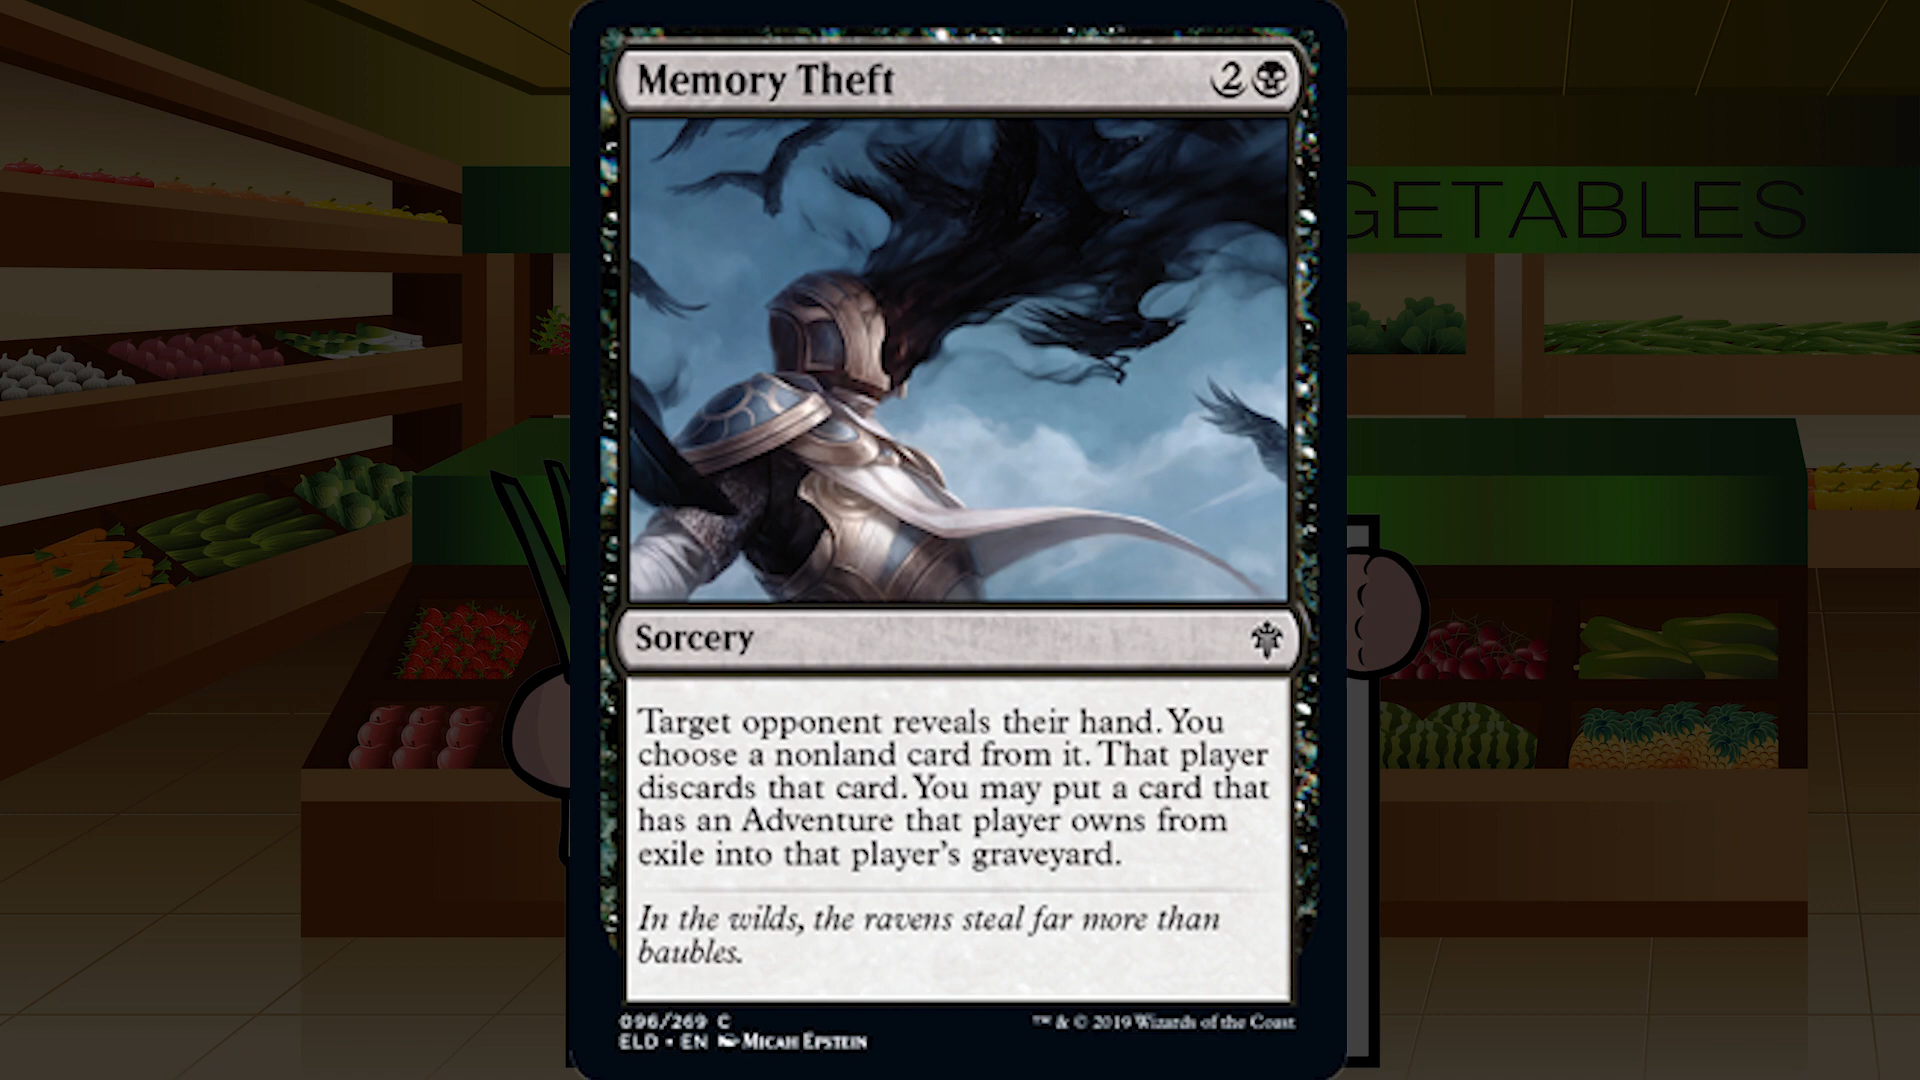 Memory Theft 2
GETABLES
Sorcery
Target opponent reveals their hand. You
choose a nonland card from it. That player
discards that card. You may put a card that
has an Adventure that player owns from
exile into that player's graveyard.
In the wilds, the ravens steal far more than
baubles.
096/269 C
™ & © 2019 Wizards of the Coast
ELD • EN Micah Epstein